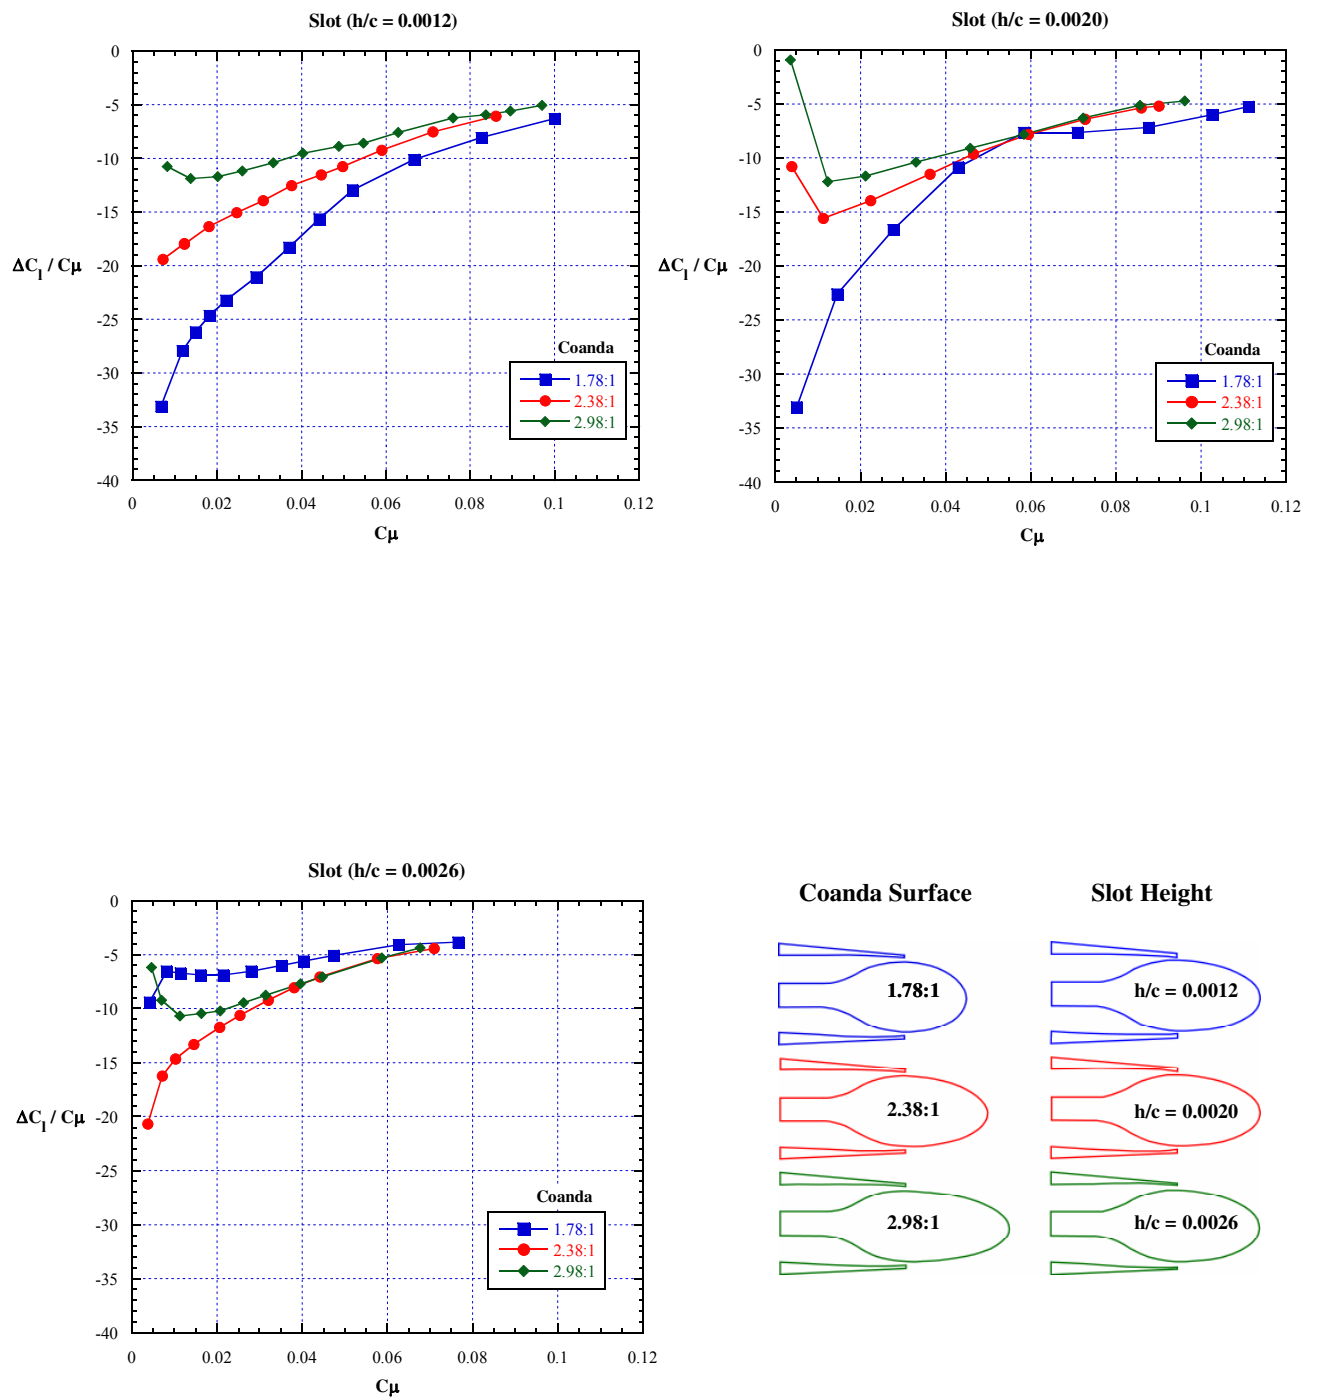 Slot (h/c = 0.0012)
0
-5
-10
-15
-20
-25
-30
-35
-40
ΔCl / Cμ
Coanda
1.78:1
2.38:1
2.98:1
0 0.02 0.04 0.06 0.08 0.1 0.12
Cμ
Slot (h/c = 0.0020)
0
-5
-10
-15
-20
-25
-30
-35
-40
ΔCl / Cμ
Coanda
1.78:1
2.38:1
2.98:1
0 0.02 0.04 0.06 0.08 0.1 0.12
Cμ
Slot (h/c = 0.0026)
0
-5
-10
-15
-20
-25
-30
-35
-40
ΔCl / Cμ
Coanda
1.78:1
2.38:1
2.98:1
0 0.02 0.04 0.06 0.08 0.1 0.12
Cμ
Coanda Surface
1.78:1
2.38:1
2.98:1
Slot Height
h/c = 0.0012
h/c = 0.0020
h/c = 0.0026